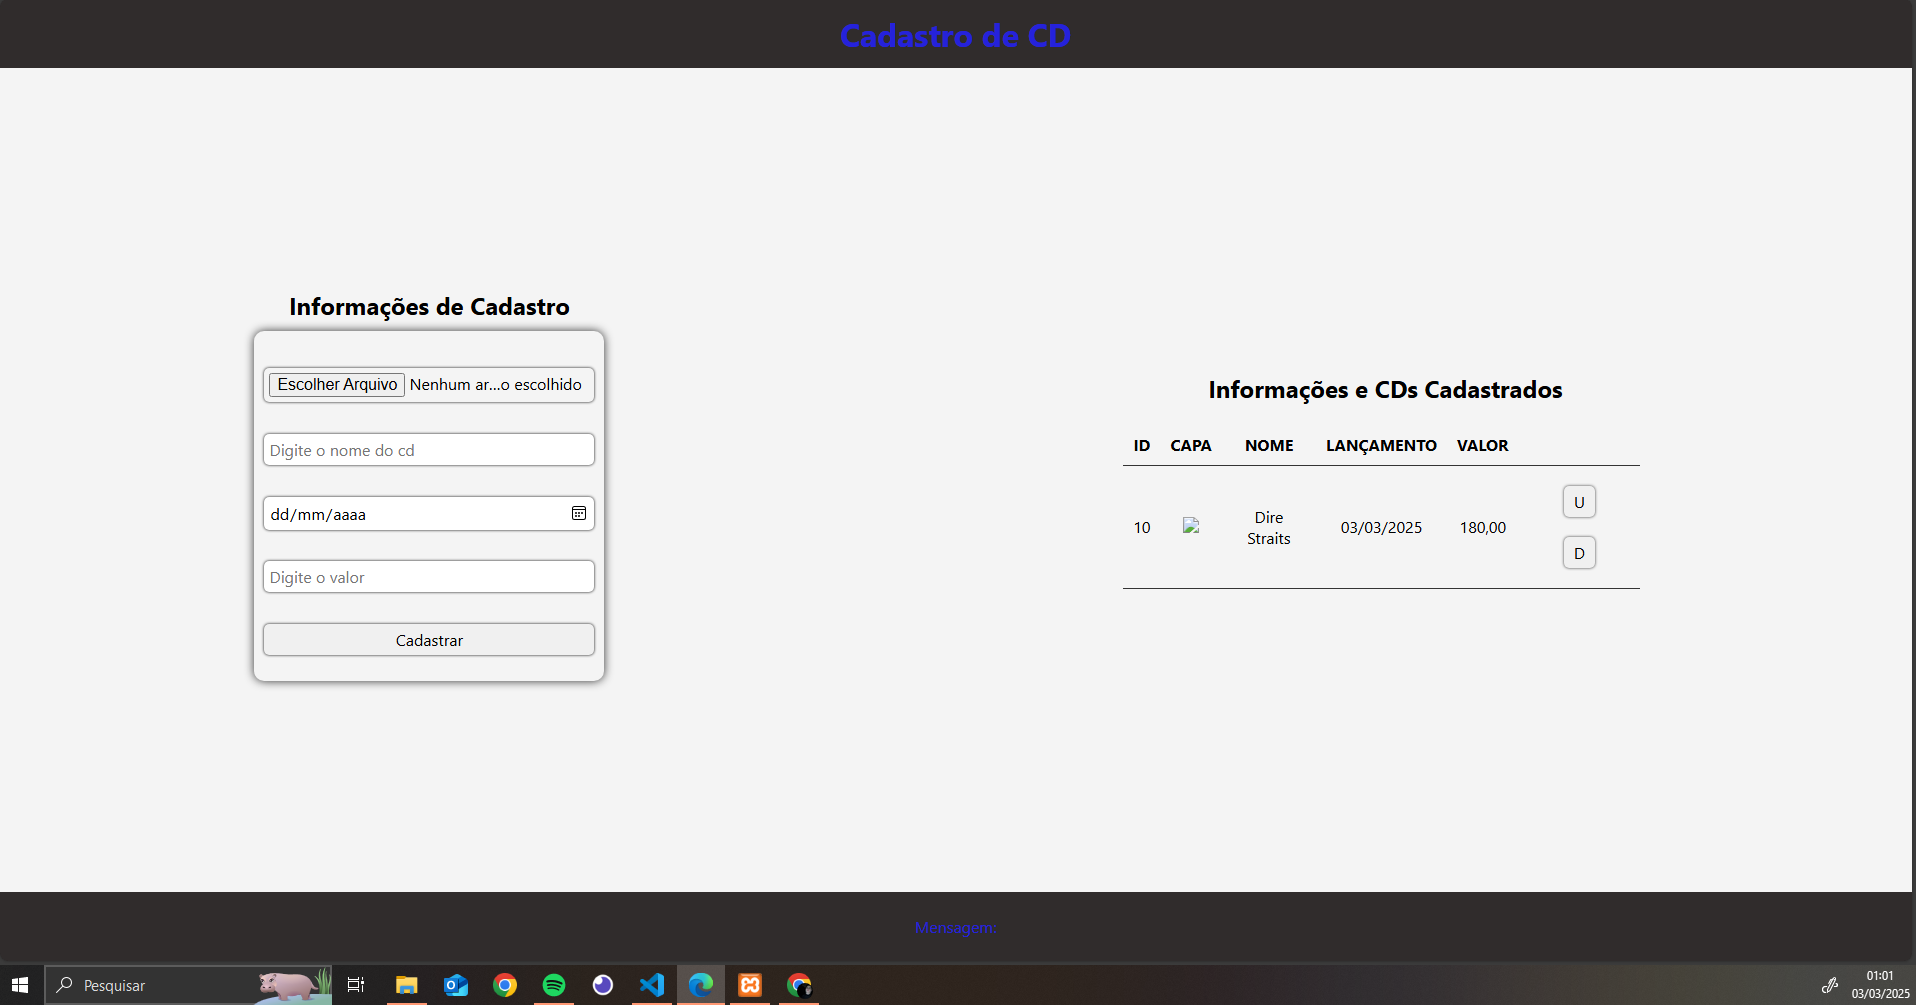 Cadastro de CD
Informações de Cadastro
Escolher Arquivo Nenhum ar...o escolhido
Digite o nome do cd
dd/mm/aaaa
Digite o valor
Cadastrar
Informações e CDs Cadastrados
ID CAPA NOME LANÇAMENTO VALOR
10 Dire Straits 03/03/2025 180,00 U
D
Mensagem:
Pesquisar
01:01
03/03/2025